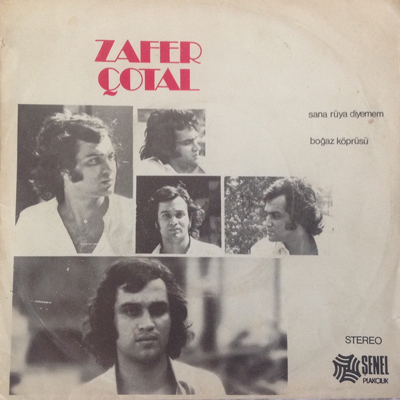 ZAFER
ÇOTAL
sana rüya diyemem
boğaz köprüsü
STEREO
ŞENEL
PLAKÇILIK